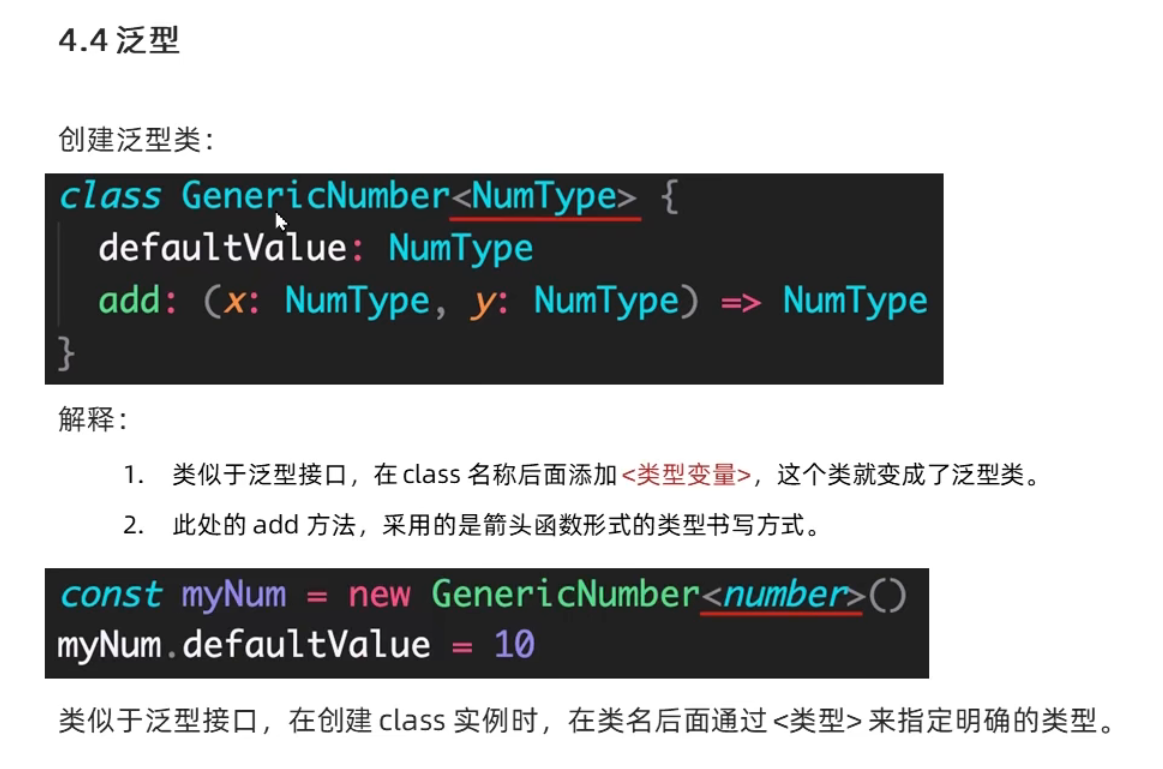 4.4 泛型
创建泛型类：
class GenericNumber<NumType> {
  defaultValue: NumType
  add: (x: NumType, y: NumType) => NumType
}
解释：
1. 类似于泛型接口，在 class 名称后面添加 <类型变量>，这个类就变成了泛型类。
2. 此处的 add 方法，采用的是箭头函数形式的类型书写方式。
const myNum = new GenericNumber<number>()
myNum.defaultValue = 10
类似于泛型接口，在创建 class 实例时，在类名后面通过 <类型> 来指定明确的类型。